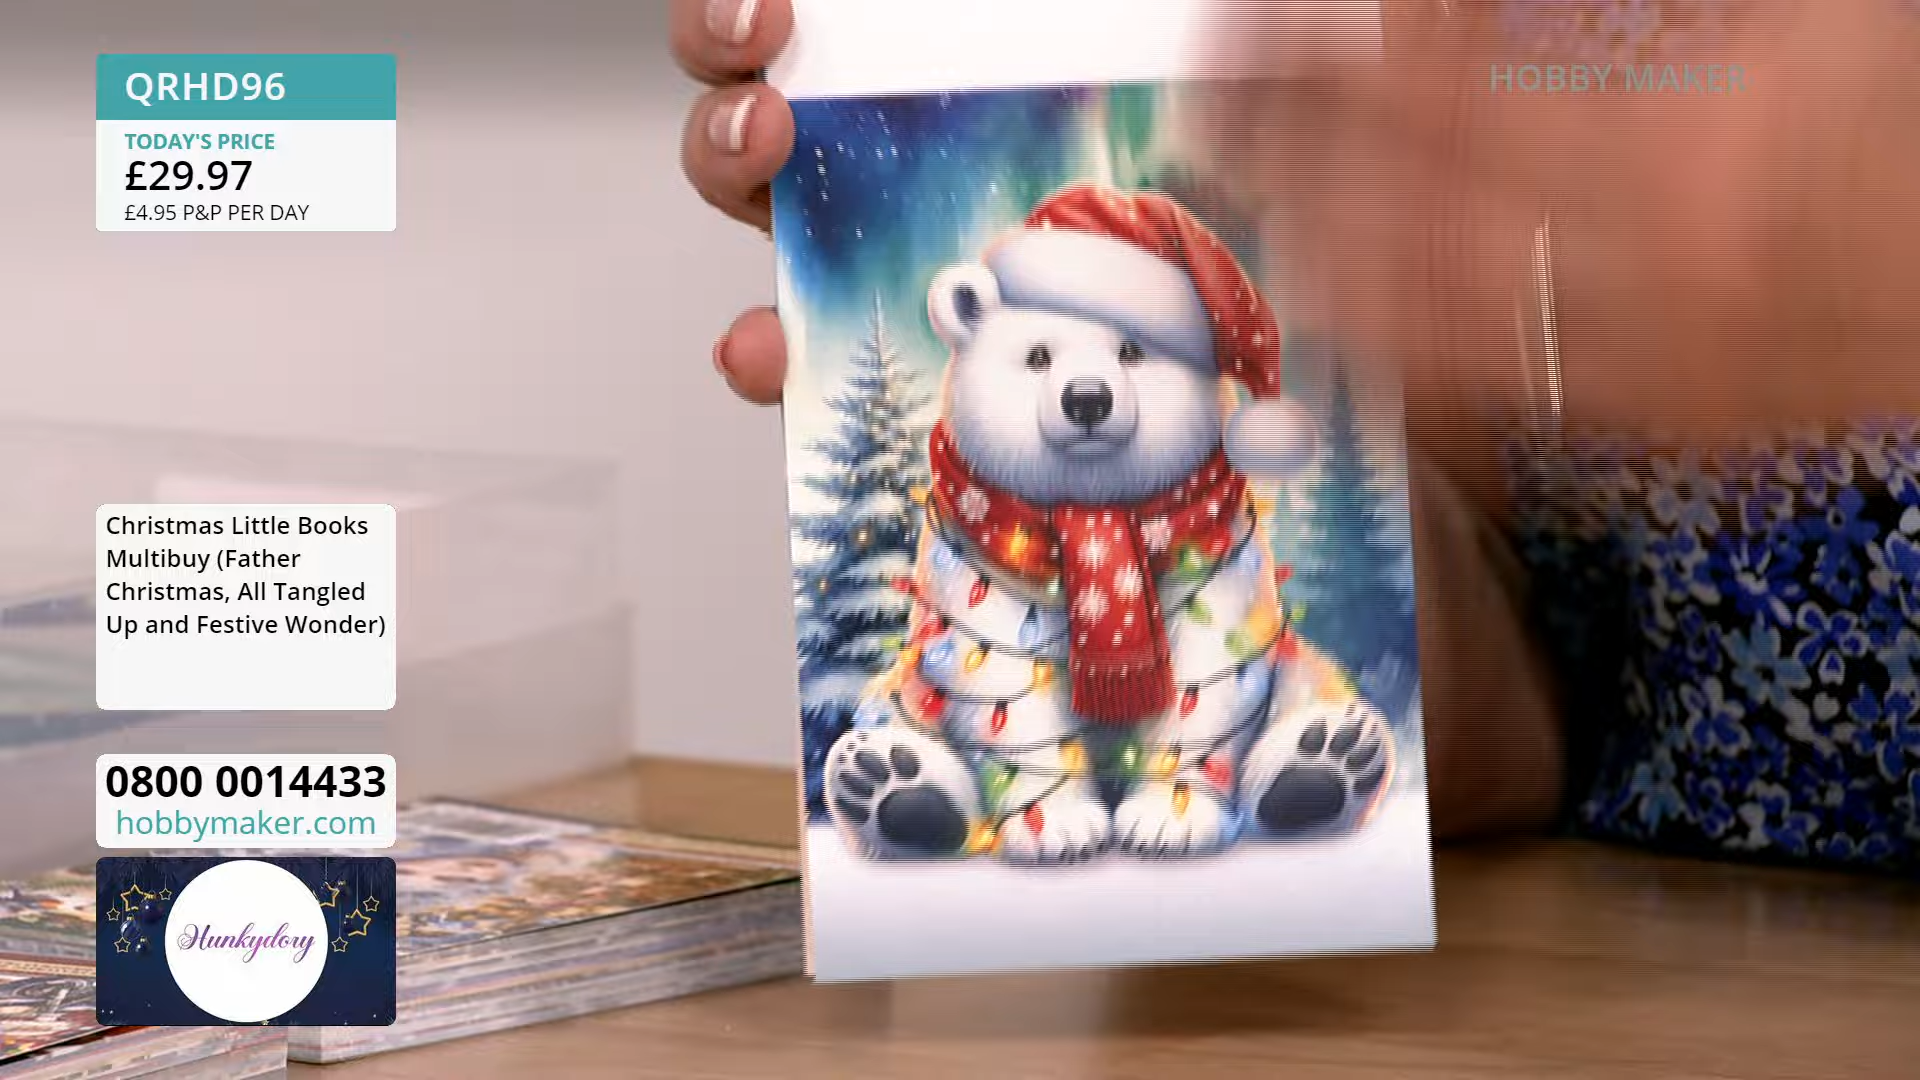 QRHD96
TODAY'S PRICE
£29.97
£4.95 P&P PER DAY
HOBBY MAKER
Christmas Little Books
Multibuy (Father
Christmas, All Tangled
Up and Festive Wonder)
0800 0014433
hobbymaker.com
Hunkydory